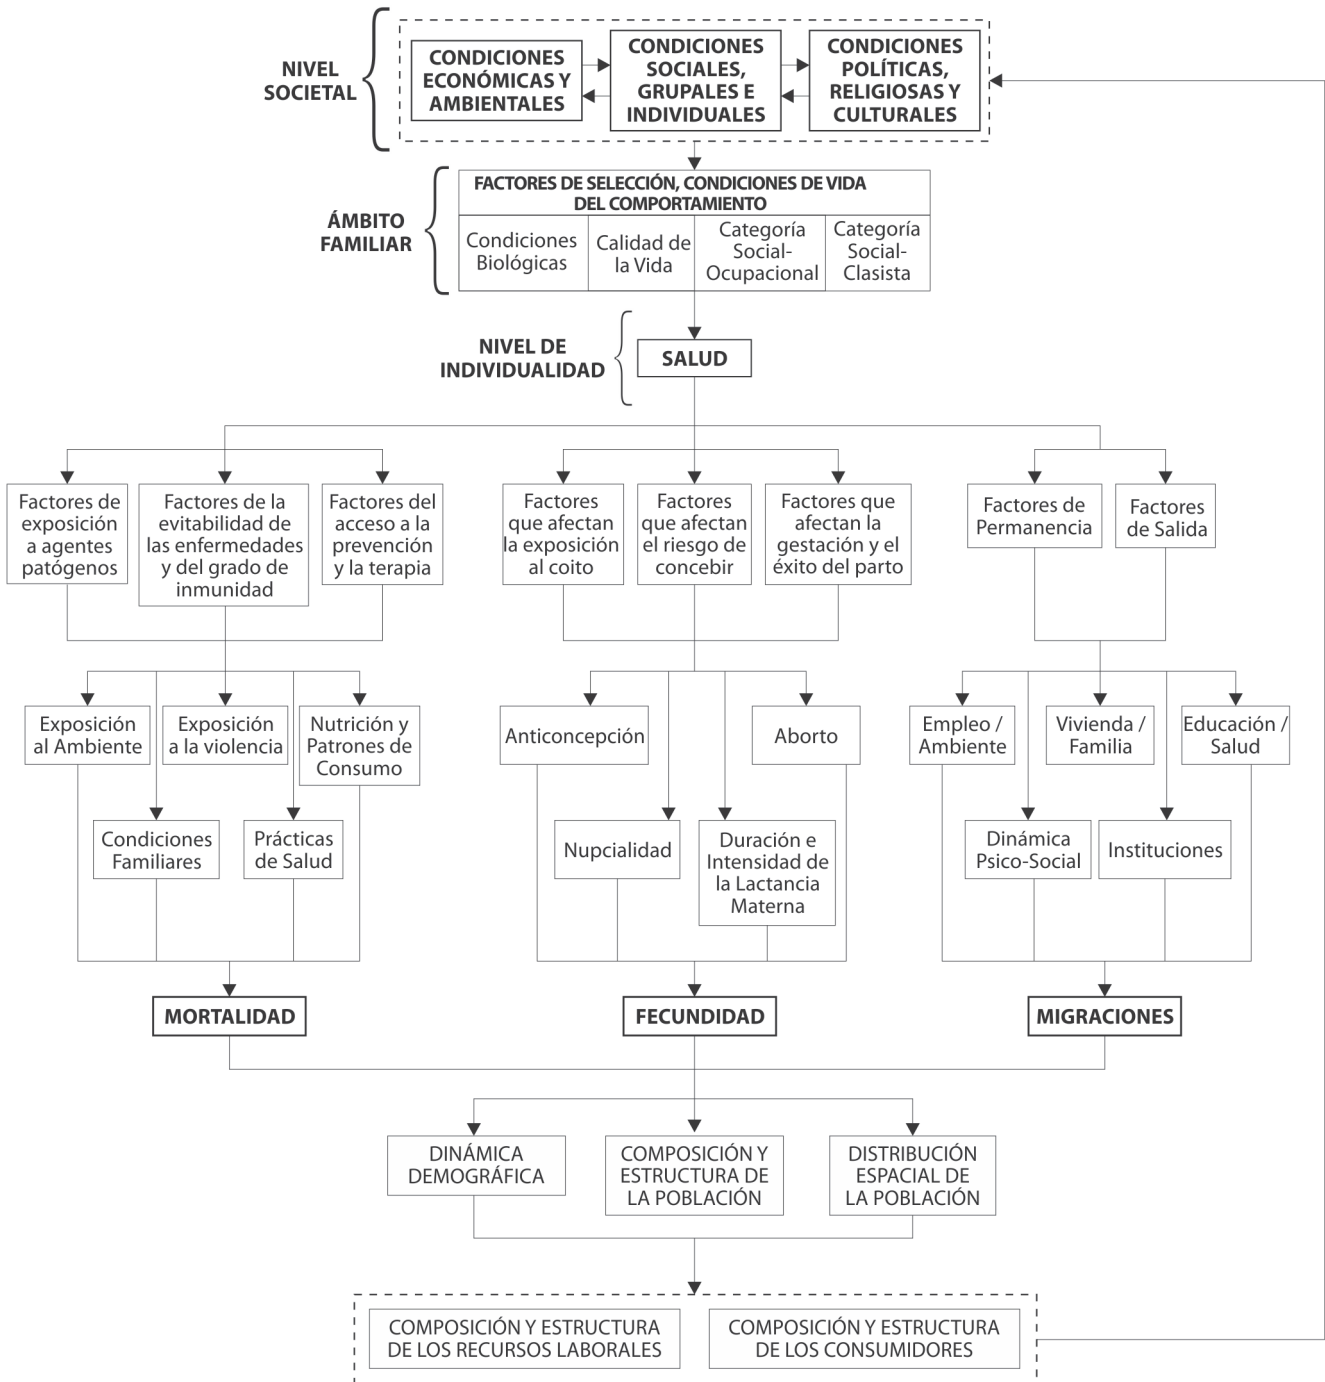 NIVEL
SOCIETAL
CONDICIONES
ECONÓMICAS Y
AMBIENTALES
CONDICIONES
SOCIALES,
GRUPALES E
INDIVIDUALES
CONDICIONES
POLÍTICAS,
RELIGIOSAS Y
CULTURALES
ÁMBITO
FAMILIAR
FACTORES DE SELECCIÓN, CONDICIONES DE VIDA
DEL COMPORTAMIENTO
Condiciones
Biológicas
Calidad de
la Vida
Categoría
Social-
Ocupacional
Categoría
Social-
Clasista
NIVEL DE
INDIVIDUALIDAD
SALUD
Factores de
exposición
a agentes
patógenos
Factores de la
evitabilidad de
las enfermedades
y del grado de
inmunidad
Factores del
acceso a la
prevención
y la terapia
Factores
que afectan
la exposición
al coito
Factores
que afectan
el riesgo de
concebir
Factores que
afectan la
gestación y el
éxito del parto
Factores de
Permanencia
Factores
de Salida
Exposición
al Ambiente
Exposición
a la violencia
Nutrición y
Patrones de
Consumo
Condiciones
Familiares
Prácticas
de Salud
Anticoncepción
Aborto
Nupcialidad
Duración e
Intensidad de
la Lactancia
Materna
Empleo /
Ambiente
Vivienda /
Familia
Educación /
Salud
Dinámica
Psico-Social
Instituciones
MORTALIDAD
FECUNDIDAD
MIGRACIONES
DINÁMICA
DEMOGRÁFICA
COMPOSICIÓN Y
ESTRUCTURA DE
LA POBLACIÓN
DISTRIBUCIÓN
ESPACIAL DE
LA POBLACIÓN
COMPOSICIÓN Y ESTRUCTURA
DE LOS RECURSOS LABORALES
COMPOSICIÓN Y ESTRUCTURA
DE LOS CONSUMIDORES